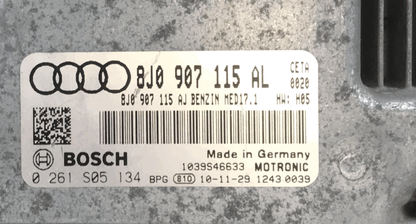 8J0 907 115 AL CETA 0020
8J0 907 115 AJ BENZIN MED17.1 HW: H05
BOSCH
Made in Germany
1039S46633 MOTRONIC
0 261 S05 134 BPG 810 10-11-29 1243 0039